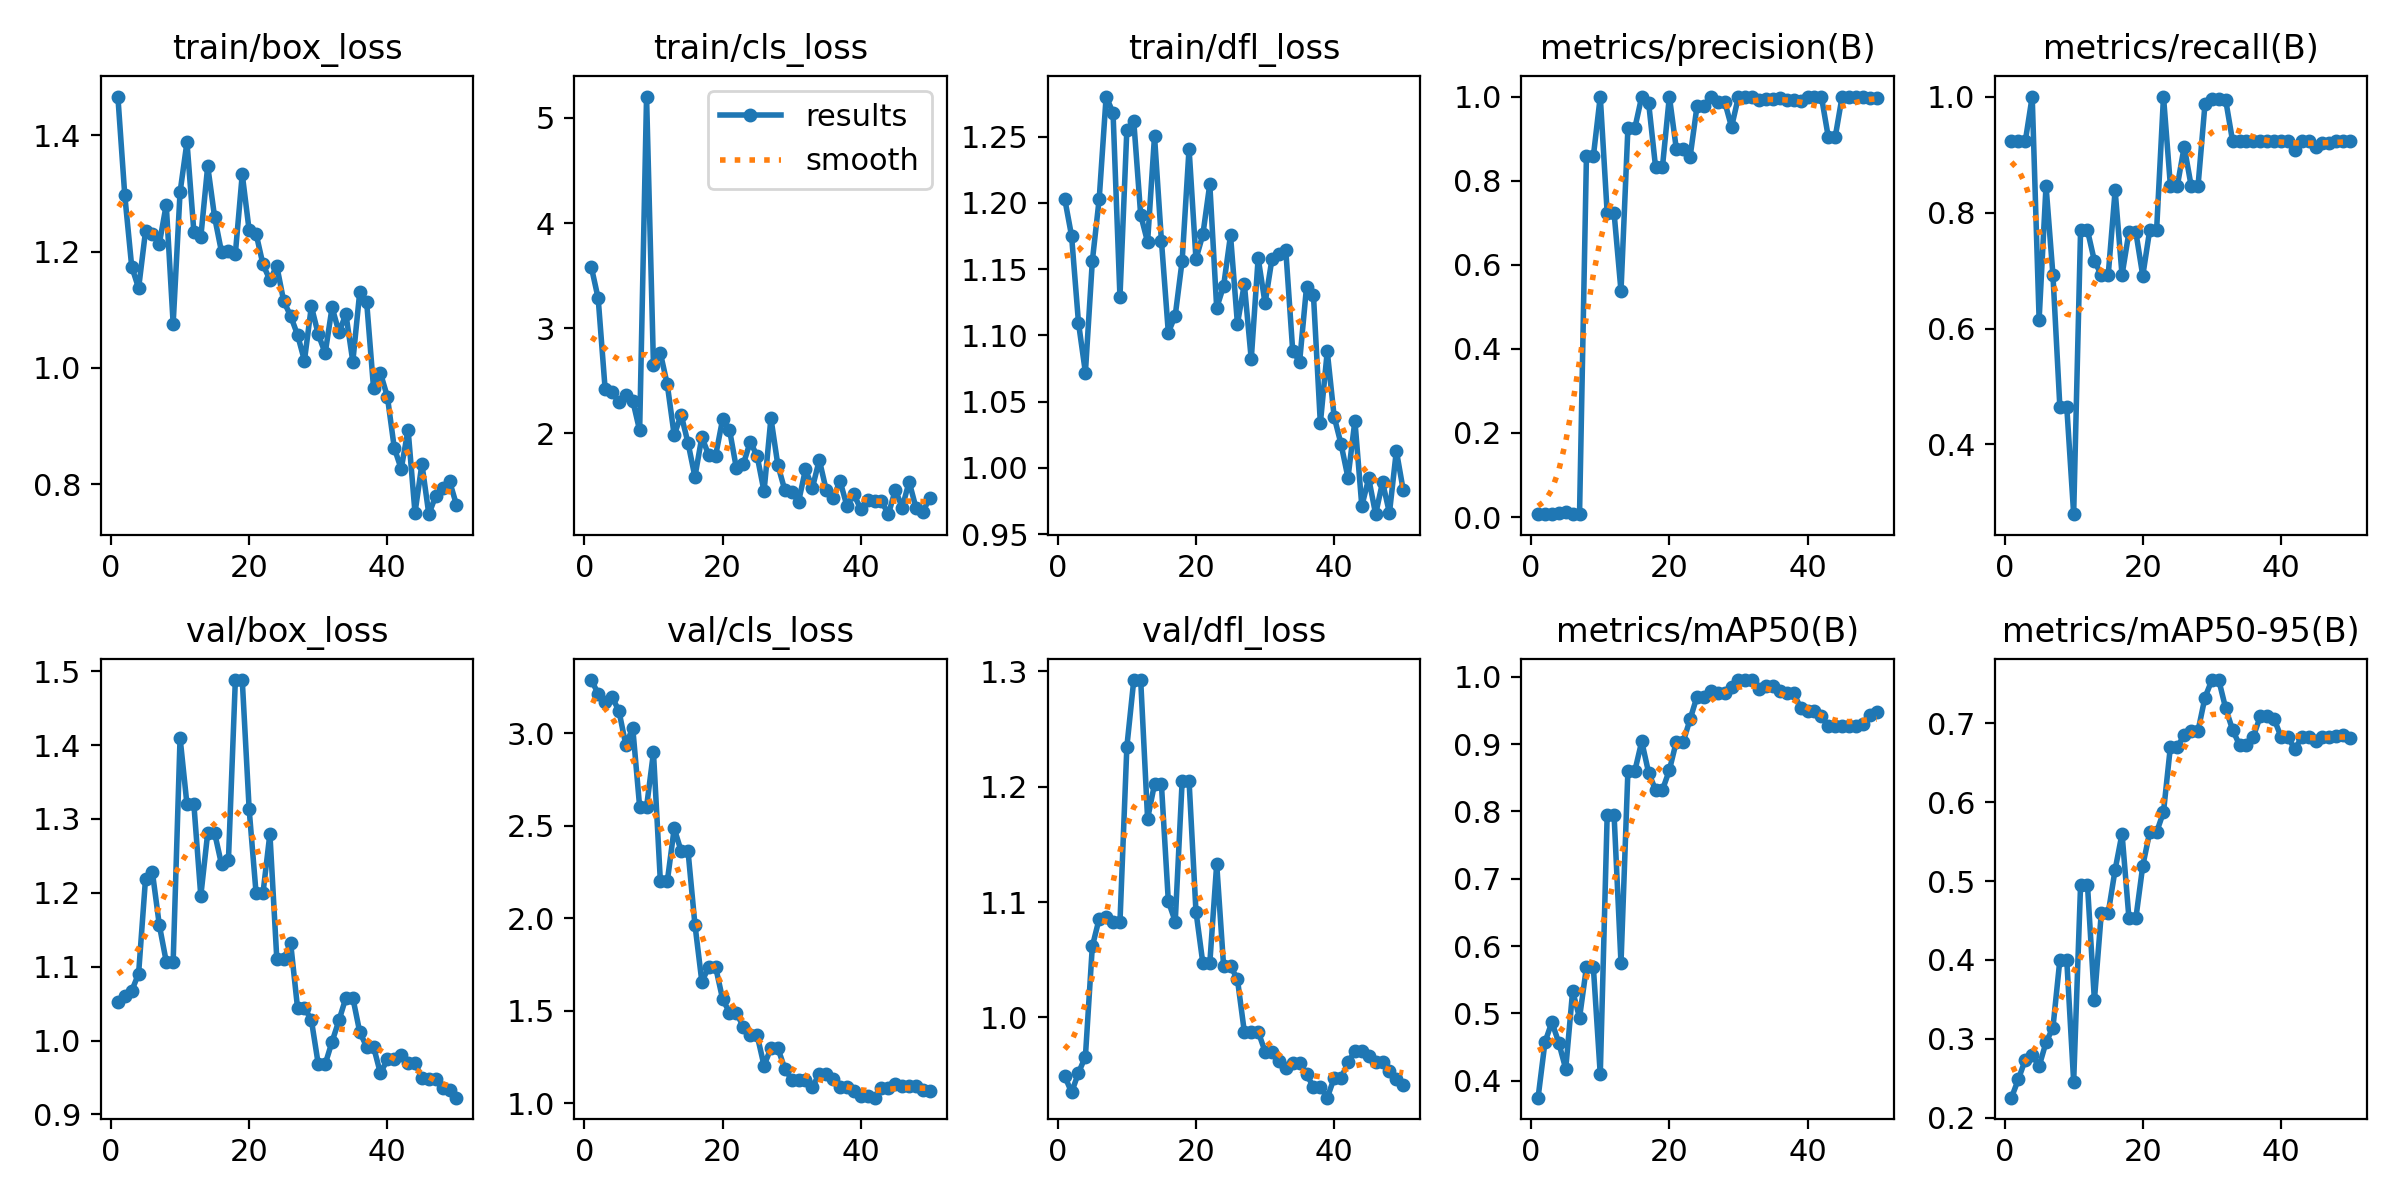 train/box_loss
1.4
1.2
1.0
0.8
0 20 40
train/cls_loss
results
smooth
5
4
3
2
0 20 40
train/dfl_loss
1.25
1.20
1.15
1.10
1.05
1.00
0.95
0 20 40
metrics/precision(B)
1.0
0.8
0.6
0.4
0.2
0.0
0 20 40
metrics/recall(B)
1.0
0.8
0.6
0.4
0 20 40
val/box_loss
1.5
1.4
1.3
1.2
1.1
1.0
0.9
0 20 40
val/cls_loss
3.0
2.5
2.0
1.5
1.0
0 20 40
val/dfl_loss
1.3
1.2
1.1
1.0
0 20 40
metrics/mAP50(B)
1.0
0.9
0.8
0.7
0.6
0.5
0.4
0 20 40
metrics/mAP50-95(B)
0.7
0.6
0.5
0.4
0.3
0.2
0 20 40